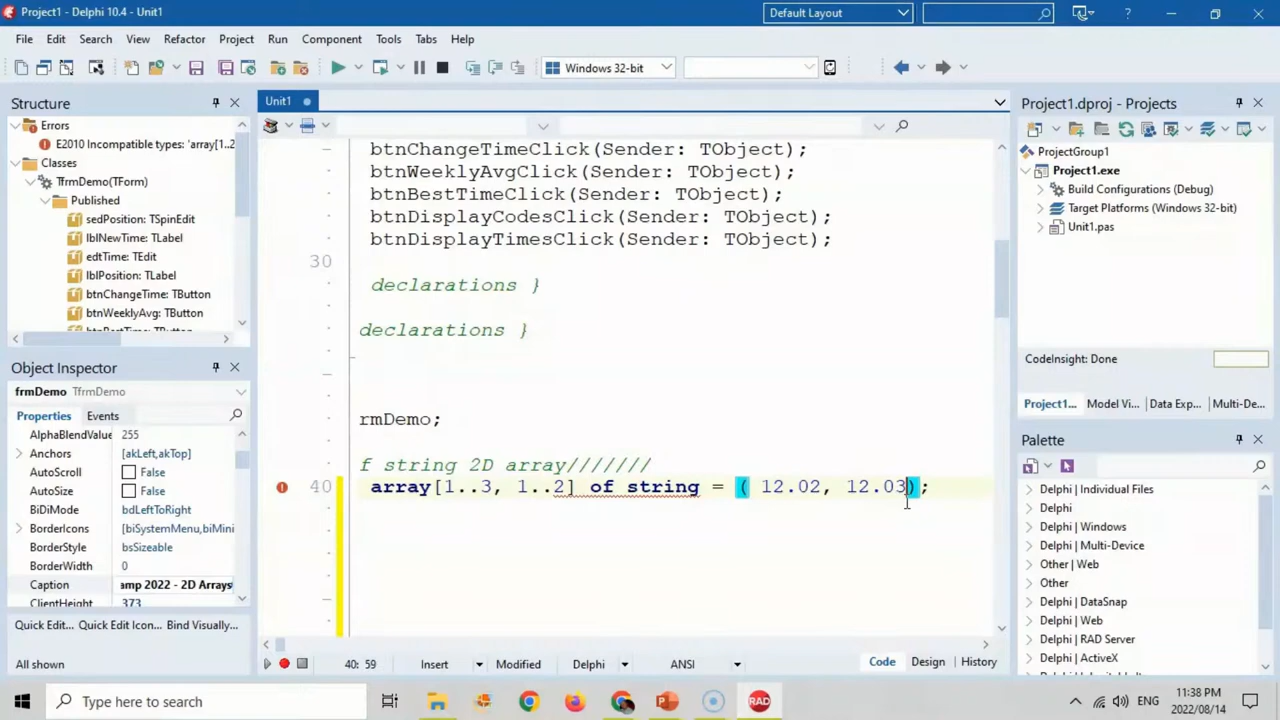 Project1 - Delphi 10.4 - Unit1
Default Layout
?
File Edit Search View Refactor Project Run Component Tools Tabs Help
Windows 32-bit
Structure
Errors
E2010 Incompatible types: 'array[1..2
Classes
TfrmDemo(TForm)
Published
sedPosition: TSpinEdit
lblNewTime: TLabel
edtTime: TEdit
lblPosition: TLabel
btnChangeTime: TButton
btnWeeklyAvg: TButton
btnBestTime: TButton
Object Inspector
frmDemo TfrmDemo
Properties Events
AlphaBlendValue 255
Anchors [akLeft,akTop]
AutoScroll False
AutoSize False
BiDiMode bdLeftToRight
BorderIcons [biSystemMenu,biMini
BorderStyle bsSizeable
BorderWidth 0
Caption amp 2022 - 2D Arrays
ClientHeight 373
Quick Edit... Quick Edit Icon... Bind Visually...
All shown
Unit1
btnChangeTimeClick(Sender: TObject);
btnWeeklyAvgClick(Sender: TObject);
btnBestTimeClick(Sender: TObject);
btnDisplayCodesClick(Sender: TObject);
btnDisplayTimesClick(Sender: TObject);
30
declarations }
declarations }
rmDemo;
f string 2D array///////
40 array[1..3, 1..2] of string = ( 12.02, 12.03);
40: 59 Insert Modified Delphi ANSI Code Design History
Project1.dproj - Projects
ProjectGroup1
Project1.exe
Build Configurations (Debug)
Target Platforms (Windows 32-bit)
Unit1.pas
CodeInsight: Done
Project1... Model Vi... Data Exp... Multi-De...
Palette
Delphi | Individual Files
Delphi
Delphi | Windows
Delphi | Multi-Device
Other | Web
Other
Delphi | DataSnap
Delphi | Web
RAD Server
Delphi | ActiveX
Type here to search
RAD
ENG
11:38 PM
2022/08/14